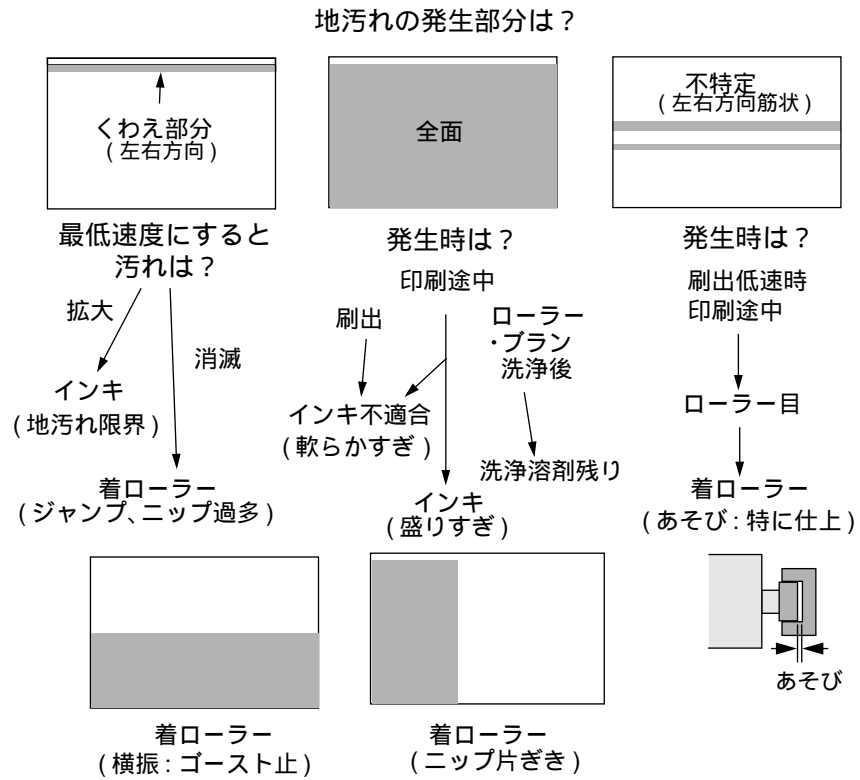 地汚れの発生部分は？
くわえ部分
(左右方向)
最低速度にすると
汚れは？
拡大
消滅
インキ
(地汚れ限界)
着ローラー
(ジャンプ、ニップ過多)
全面
発生時は？
印刷途中
刷出
ローラー
・ブラン
洗浄後
インキ不適合
(軟らかすぎ)
洗浄溶剤残り
インキ
(盛りすぎ)
不特定
(左右方向筋状)
発生時は？
刷出低速時
印刷途中
ローラー目
着ローラー
(あそび：特に仕上)
あそび
着ローラー
(横振：ゴースト止)
着ローラー
(ニップ片ぎき)